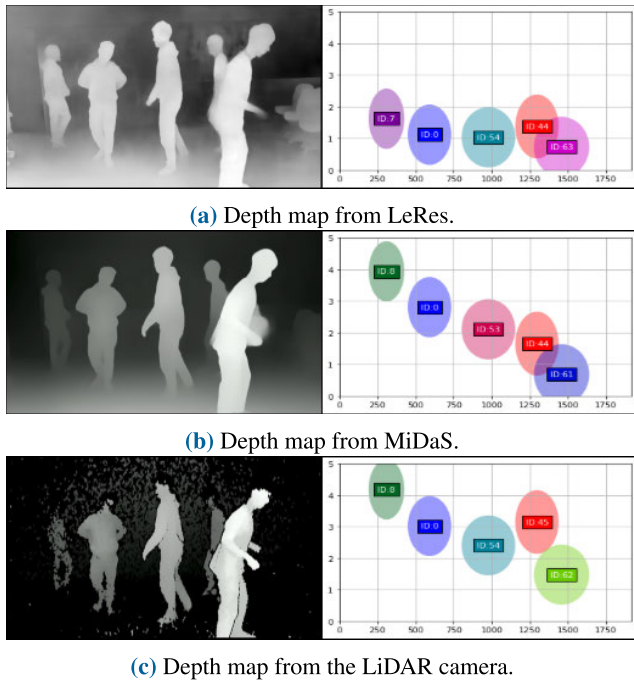 5
4
3
2
1
0
ID:7
ID:0
ID:54
ID:44
ID:63
0 250 500 750 1000 1250 1500 1750
(a) Depth map from LeRes.
5
4
3
2
1
0
ID:8
ID:0
ID:53
ID:44
ID:61
0 250 500 750 1000 1250 1500 1750
(b) Depth map from MiDaS.
5
4
3
2
1
0
ID:8
ID:0
ID:54
ID:45
ID:62
0 250 500 750 1000 1250 1500 1750
(c) Depth map from the LiDAR camera.